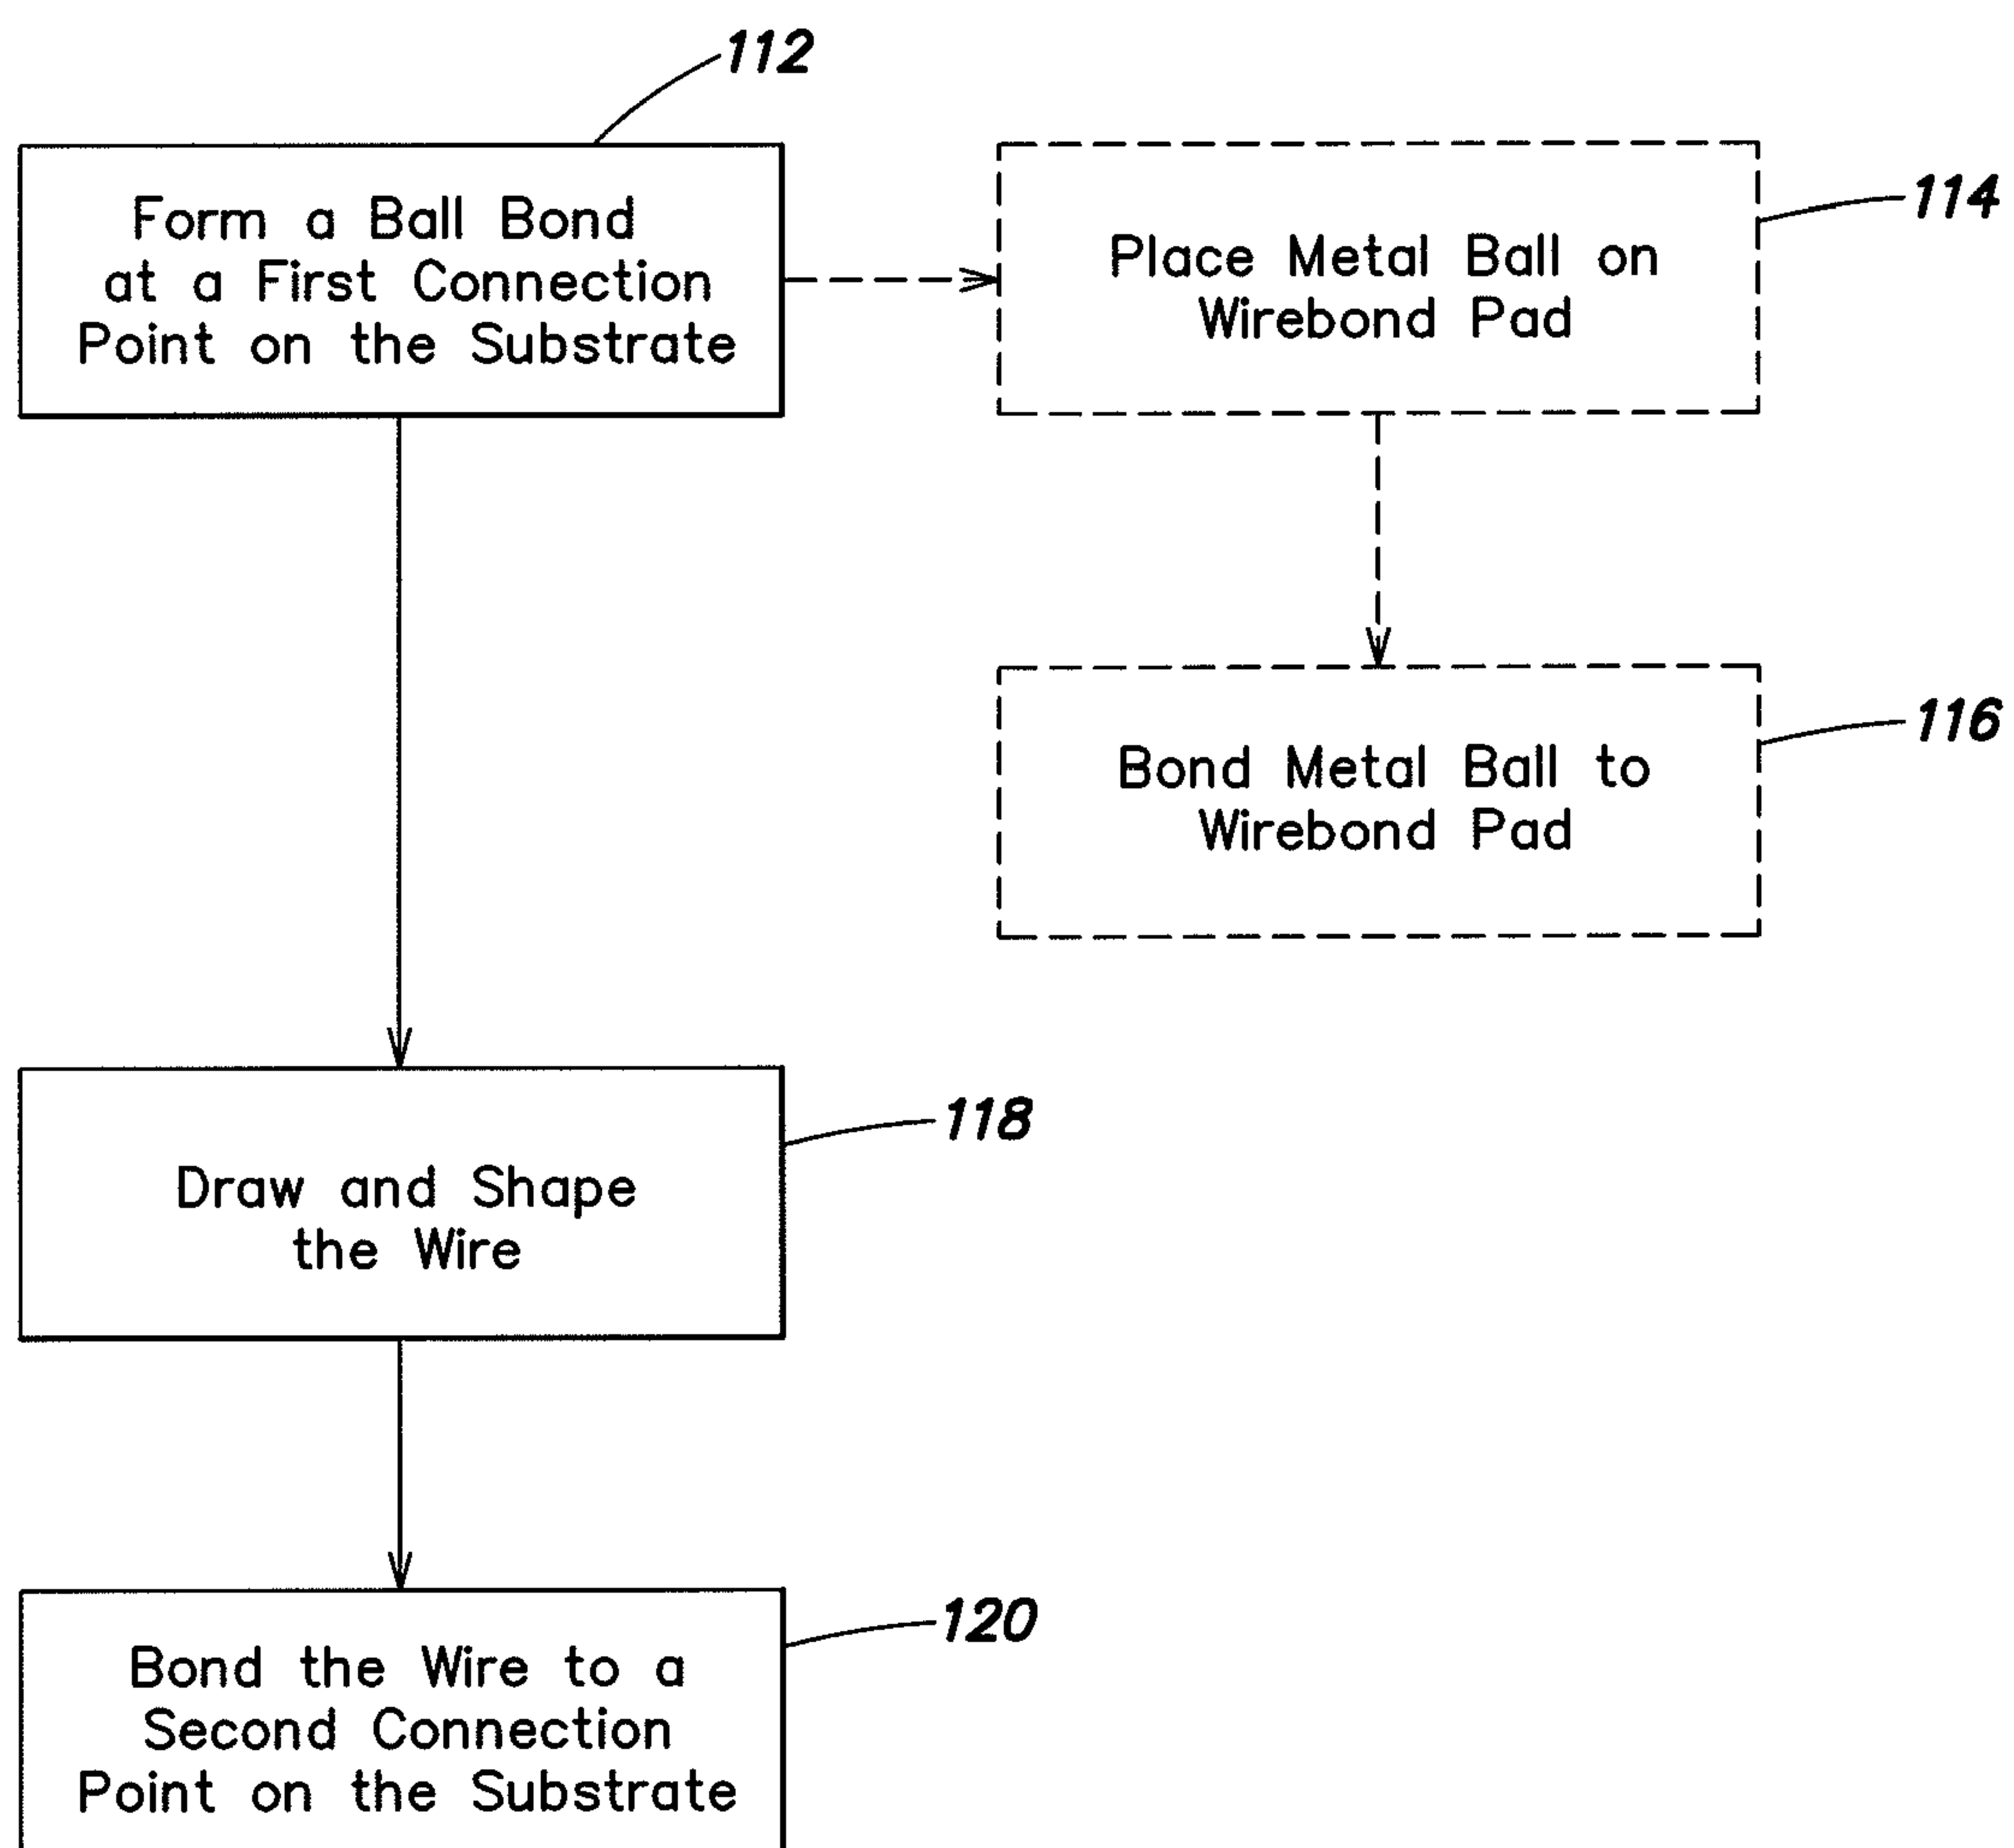 112
Form a Ball Bond
at a First Connection
Point on the Substrate
114
Place Metal Ball on
Wirebond Pad
116
Bond Metal Ball to
Wirebond Pad
118
Draw and Shape
the Wire
120
Bond the Wire to a
Second Connection
Point on the Substrate